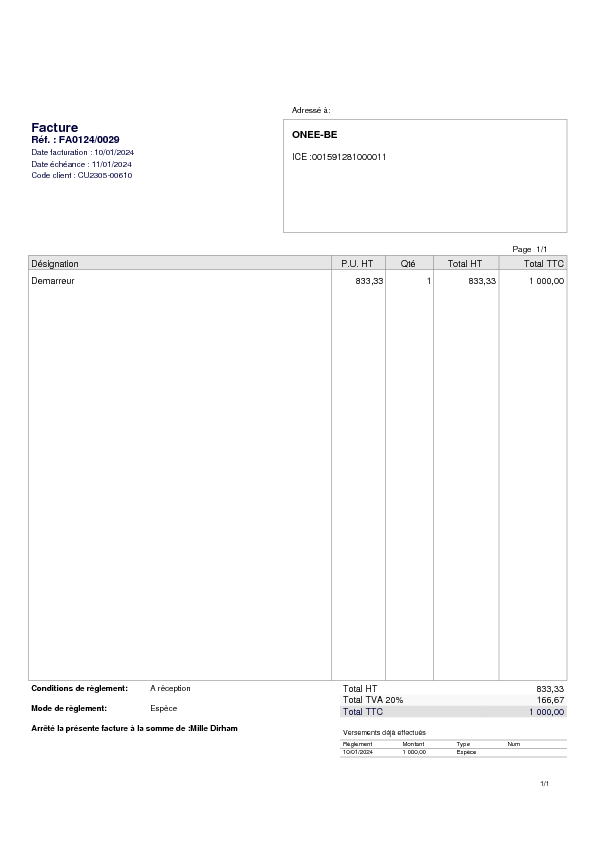 Adressé à:
Facture
Réf. : FA0124/0029
Date facturation : 10/01/2024
Date échéance : 11/01/2024
Code client : CU2305-00610
ONEE-BE
ICE :001591281000011
Page 1/1
Désignation P.U. HT Qté Total HT Total TTC
Demarreur 833,33 1 833,33 1 000,00
Conditions de règlement: A réception
Mode de règlement: Espèce
Arrêté la présente facture à la somme de :Mille Dirham
Total HT 833,33
Total TVA 20% 166,67
Total TTC 1 000,00
Versements déjà effectués
Règlement Montant Type Num
10/01/2024 1 000,00 Espèce
1/1